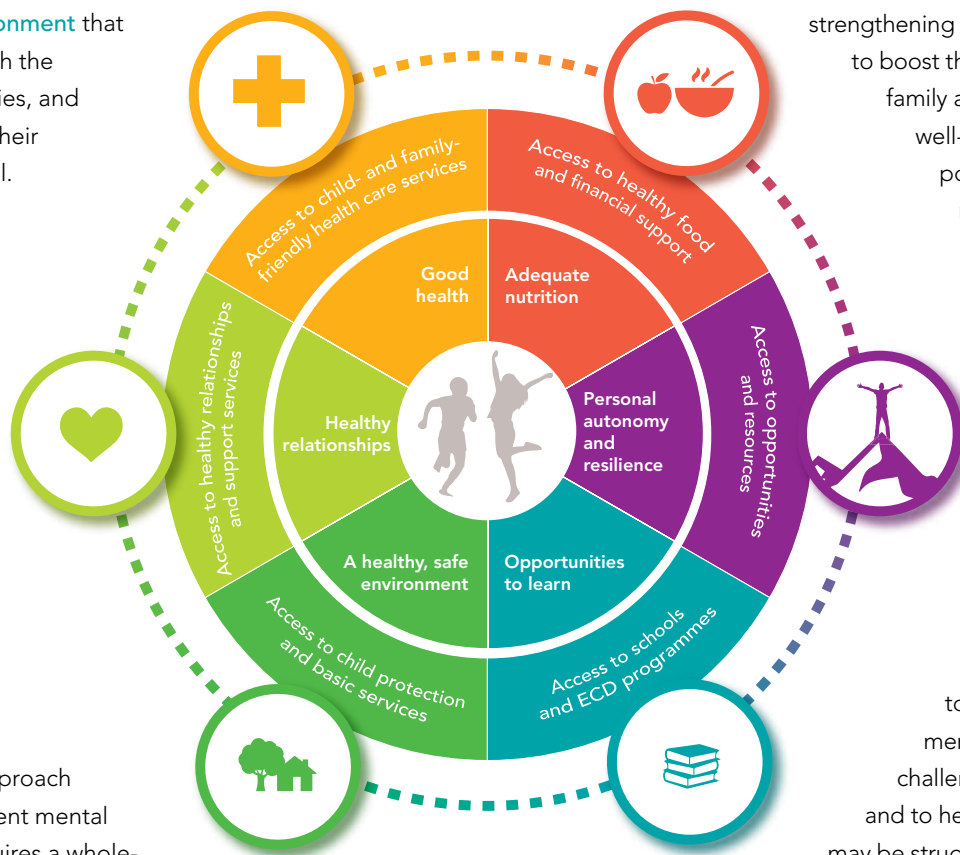 onment that
h the
ies, and
heir
l.
strengthening
to boost th
family a
well-
po
Access to child- and family-
friendly health care services
Access to healthy food
and financial support
Good
health
Adequate
nutrition
Access to healthy relationships
and support services
Healthy
relationships
Personal
autonomy
and
resilience
Access to opportunities
and resources
A healthy, safe
environment
Opportunities
to learn
Access to child protection
and basic services
Access to schools
and ECD programmes
proach
ent mental
uires a whole-
to
men
challen
and to he
may be struc